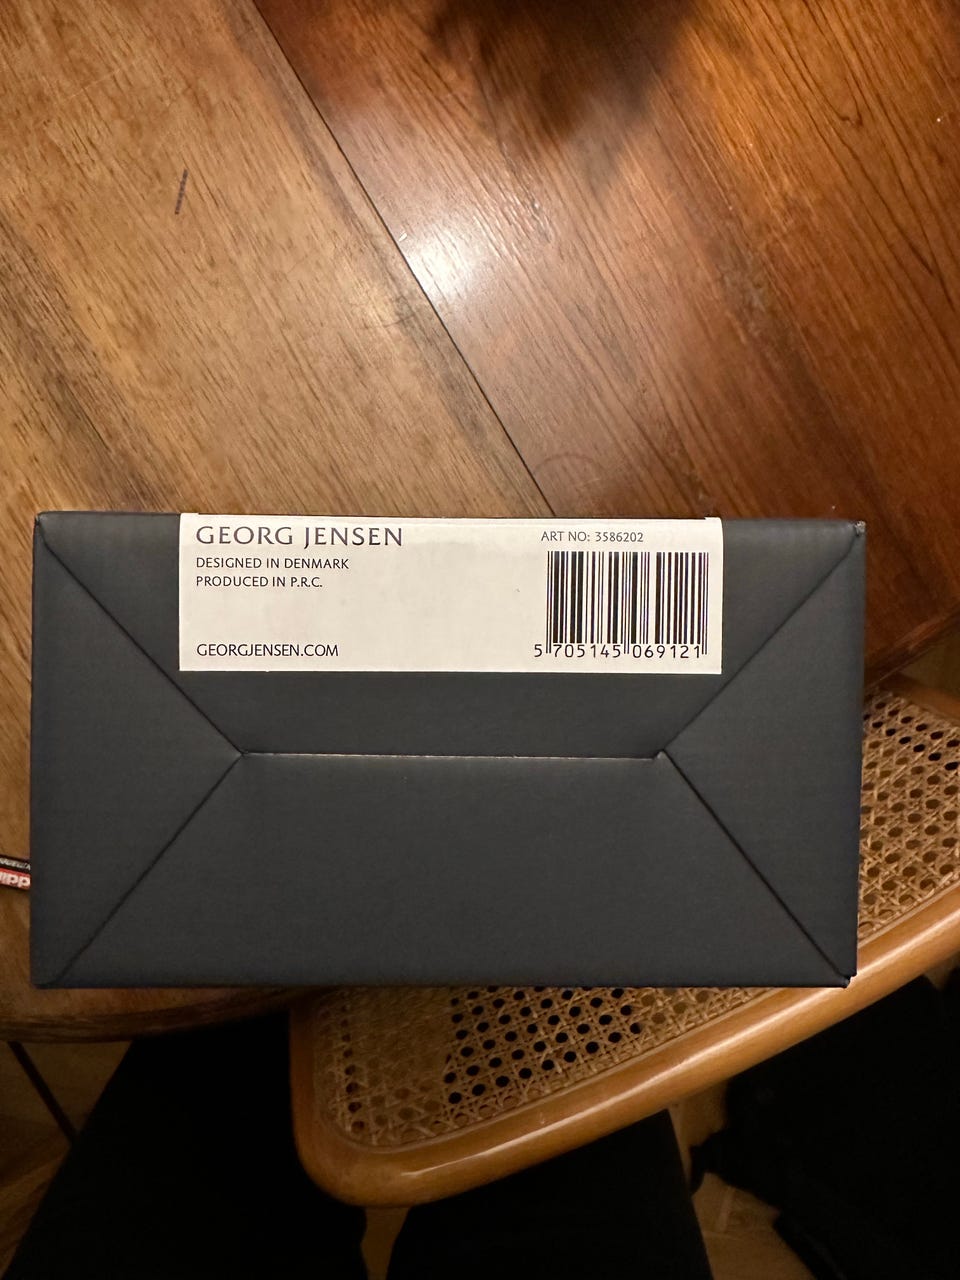 GEORG JENSEN
DESIGNED IN DENMARK
PRODUCED IN P.R.C.
GEORGJENSEN.COM
ART NO: 3586202
5 705145 069121